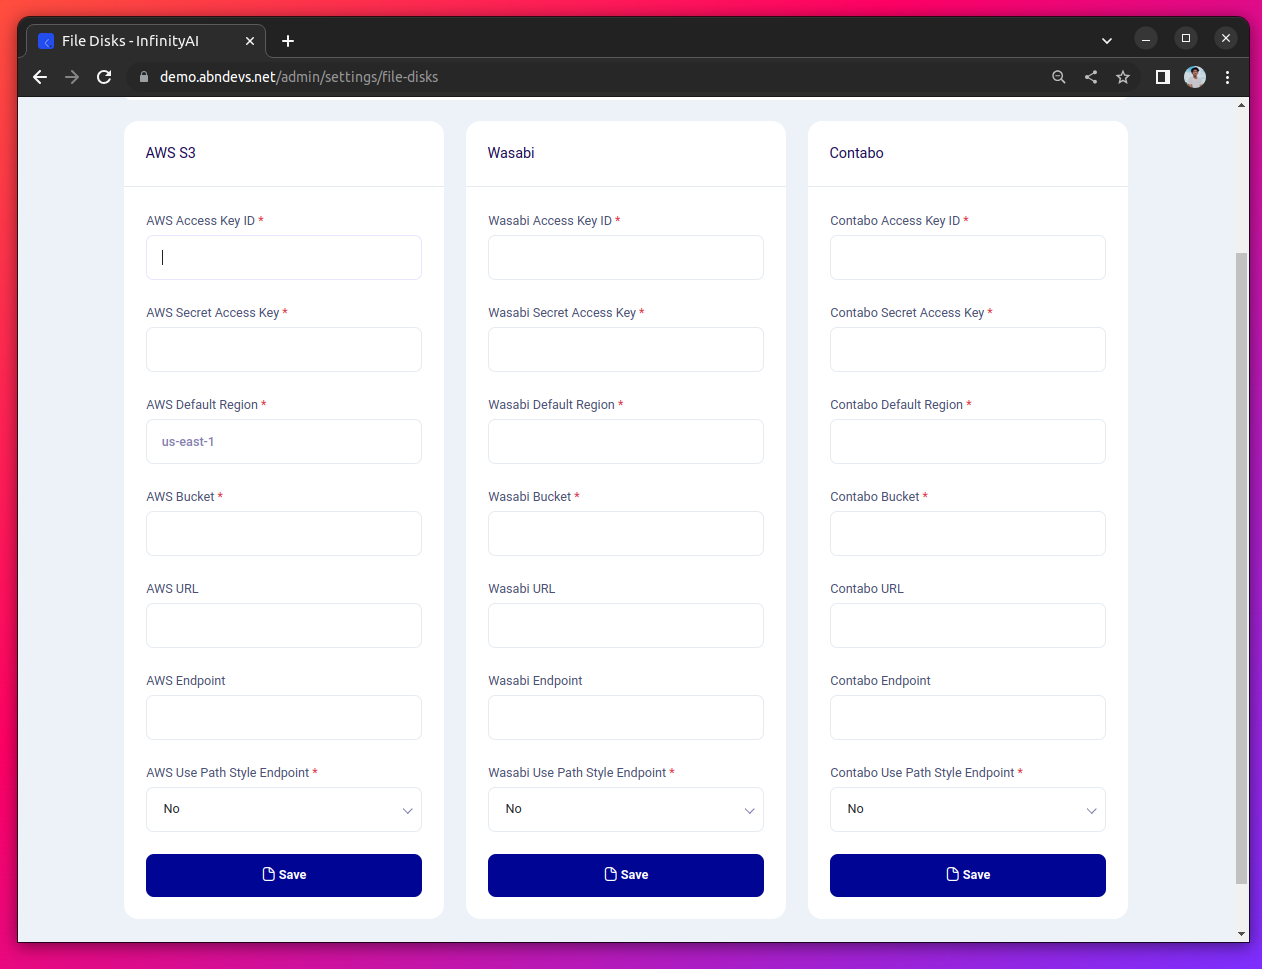 File Disks - InfinityAI
demo.abndevs.net/admin/settings/file-disks
AWS S3
AWS Access Key ID *
AWS Secret Access Key *
AWS Default Region *
us-east-1
AWS Bucket *
AWS URL
AWS Endpoint
AWS Use Path Style Endpoint *
No
Save
Wasabi
Wasabi Access Key ID *
Wasabi Secret Access Key *
Wasabi Default Region *
Wasabi Bucket *
Wasabi URL
Wasabi Endpoint
Wasabi Use Path Style Endpoint *
No
Save
Contabo
Contabo Access Key ID *
Contabo Secret Access Key *
Contabo Default Region *
Contabo Bucket *
Contabo URL
Contabo Endpoint
Contabo Use Path Style Endpoint *
No
Save